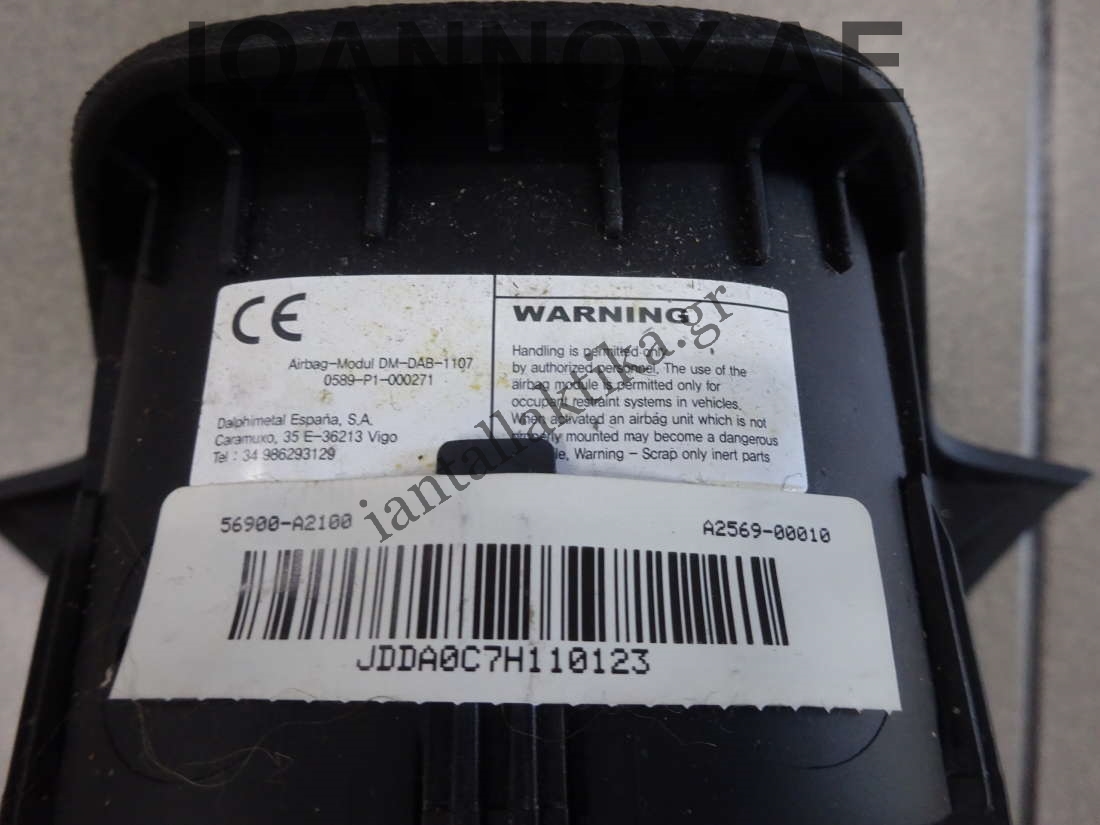 IOANNOY AE
CE
Airbag-Modul DM-DAB-1107
0589-P1-000271
Dalphimetal España, S.A.
Caramuxo, 35 E-36213 Vigo
Tel : 34 986293129
WARNING
Handling is permitted only
by authorized personnel, The use of the
airbag module is permitted only for
occupant restraint systems in vehicles.
When activated an airbag unit which is not
properly mounted may become a dangerous
Warning - Scrap only inert parts
iantallaktika.gr
56900-A2100
A2569-00010
JDDA0C7H110123